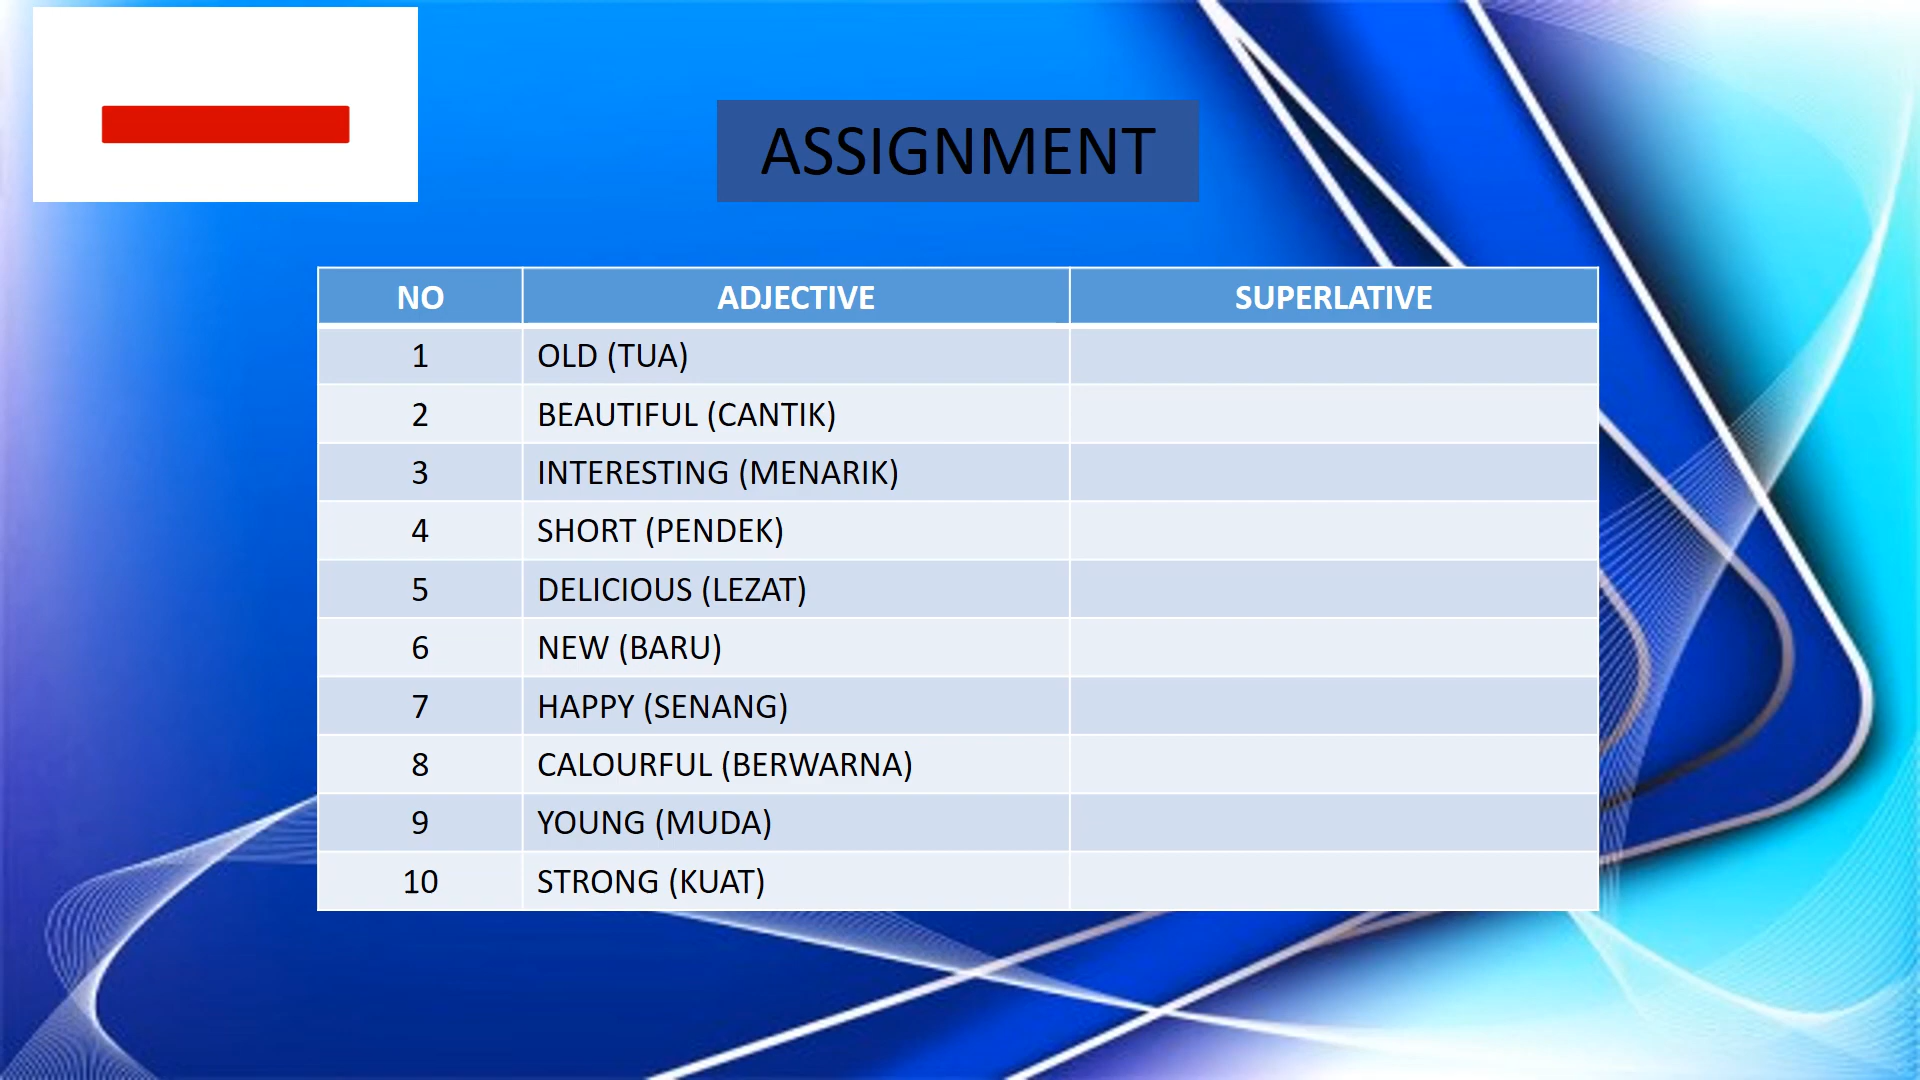 ASSIGNMENT
NO ADJECTIVE SUPERLATIVE
1 OLD (TUA)
2 BEAUTIFUL (CANTIK)
3 INTERESTING (MENARIK)
4 SHORT (PENDEK)
5 DELICIOUS (LEZAT)
6 NEW (BARU)
7 HAPPY (SENANG)
8 CALOURFUL (BERWARNA)
9 YOUNG (MUDA)
10 STRONG (KUAT)